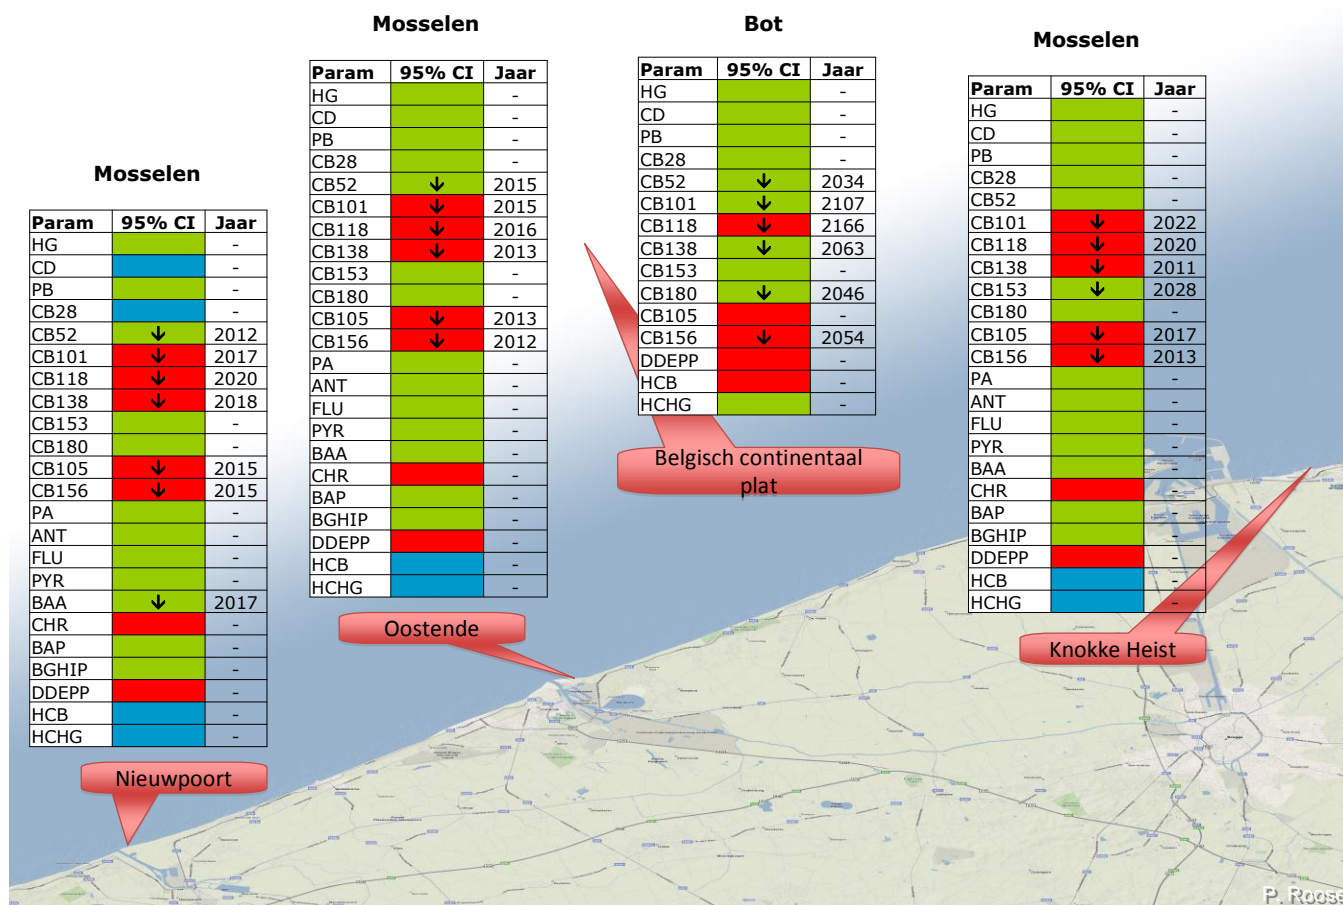 Mosselen
Param 95% CI Jaar
HG -
CD -
PB -
CB28 -
CB52 ↓ 2012
CB101 ↓ 2017
CB118 ↓ 2020
CB138 ↓ 2018
CB153 -
CB180 -
CB105 ↓ 2015
CB156 ↓ 2015
PA -
ANT -
FLU -
PYR -
BAA ↓ 2017
CHR -
BAP -
BGHIP -
DDEPP -
HCB -
HCHG -
Nieuwpoort
Mosselen
Param 95% CI Jaar
HG -
CD -
PB -
CB28 -
CB52 ↓ 2015
CB101 ↓ 2015
CB118 ↓ 2016
CB138 ↓ 2013
CB153 -
CB180 -
CB105 ↓ 2013
CB156 ↓ 2012
PA -
ANT -
FLU -
PYR -
BAA -
CHR -
BAP -
BGHIP -
DDEPP -
HCB -
HCHG -
Oostende
Bot
Param 95% CI Jaar
HG -
CD -
PB -
CB28 -
CB52 ↓ 2034
CB101 ↓ 2107
CB118 ↓ 2166
CB138 ↓ 2063
CB153 -
CB180 ↓ 2046
CB105 -
CB156 ↓ 2054
DDEPP -
HCB -
HCHG -
Belgisch continentaal
plat
Mosselen
Param 95% CI Jaar
HG -
CD -
PB -
CB28 -
CB52 -
CB101 ↓ 2022
CB118 ↓ 2020
CB138 ↓ 2011
CB153 ↓ 2028
CB180 -
CB105 ↓ 2017
CB156 ↓ 2013
PA -
ANT -
FLU -
PYR -
BAA -
CHR -
BAP -
BGHIP -
DDEPP -
HCB -
HCHG -
Knokke Heist
Brugge
P. Roose